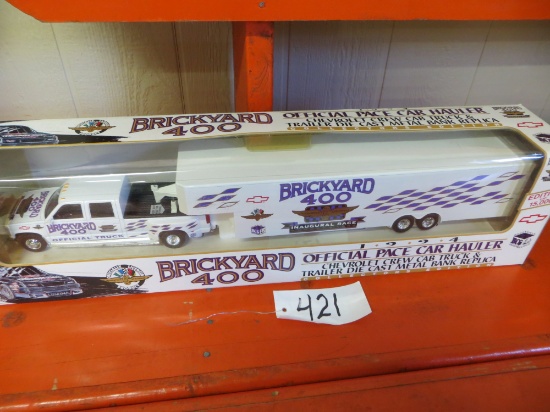 BRICKYARD
400
OFFICIAL PACE CAR HAULER
CHEVROLET CREW CAB TRUCK &
TRAILER DIE CAST METAL BANK REPLICA
BRICKYARD
400
INAUGURAL RACE
BRICKYARD
400
OFFICIAL TRUCK
1994
OFFICIAL PACE CAR HAULER
CHEVROLET CREW CAB TRUCK &
TRAILER DIE CAST METAL BANK REPLICA
BRICKYARD
400
421